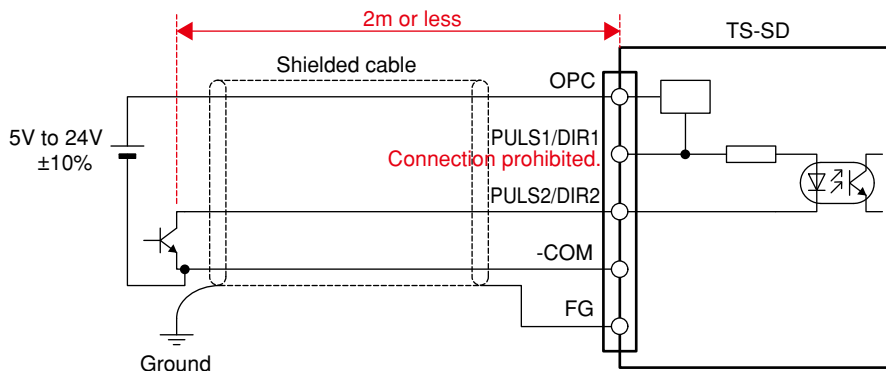 2m or less
TS-SD
Shielded cable
OPC
5V to 24V
±10%
PULS1/DIR1
Connection prohibited.
PULS2/DIR2
-COM
FG
Ground